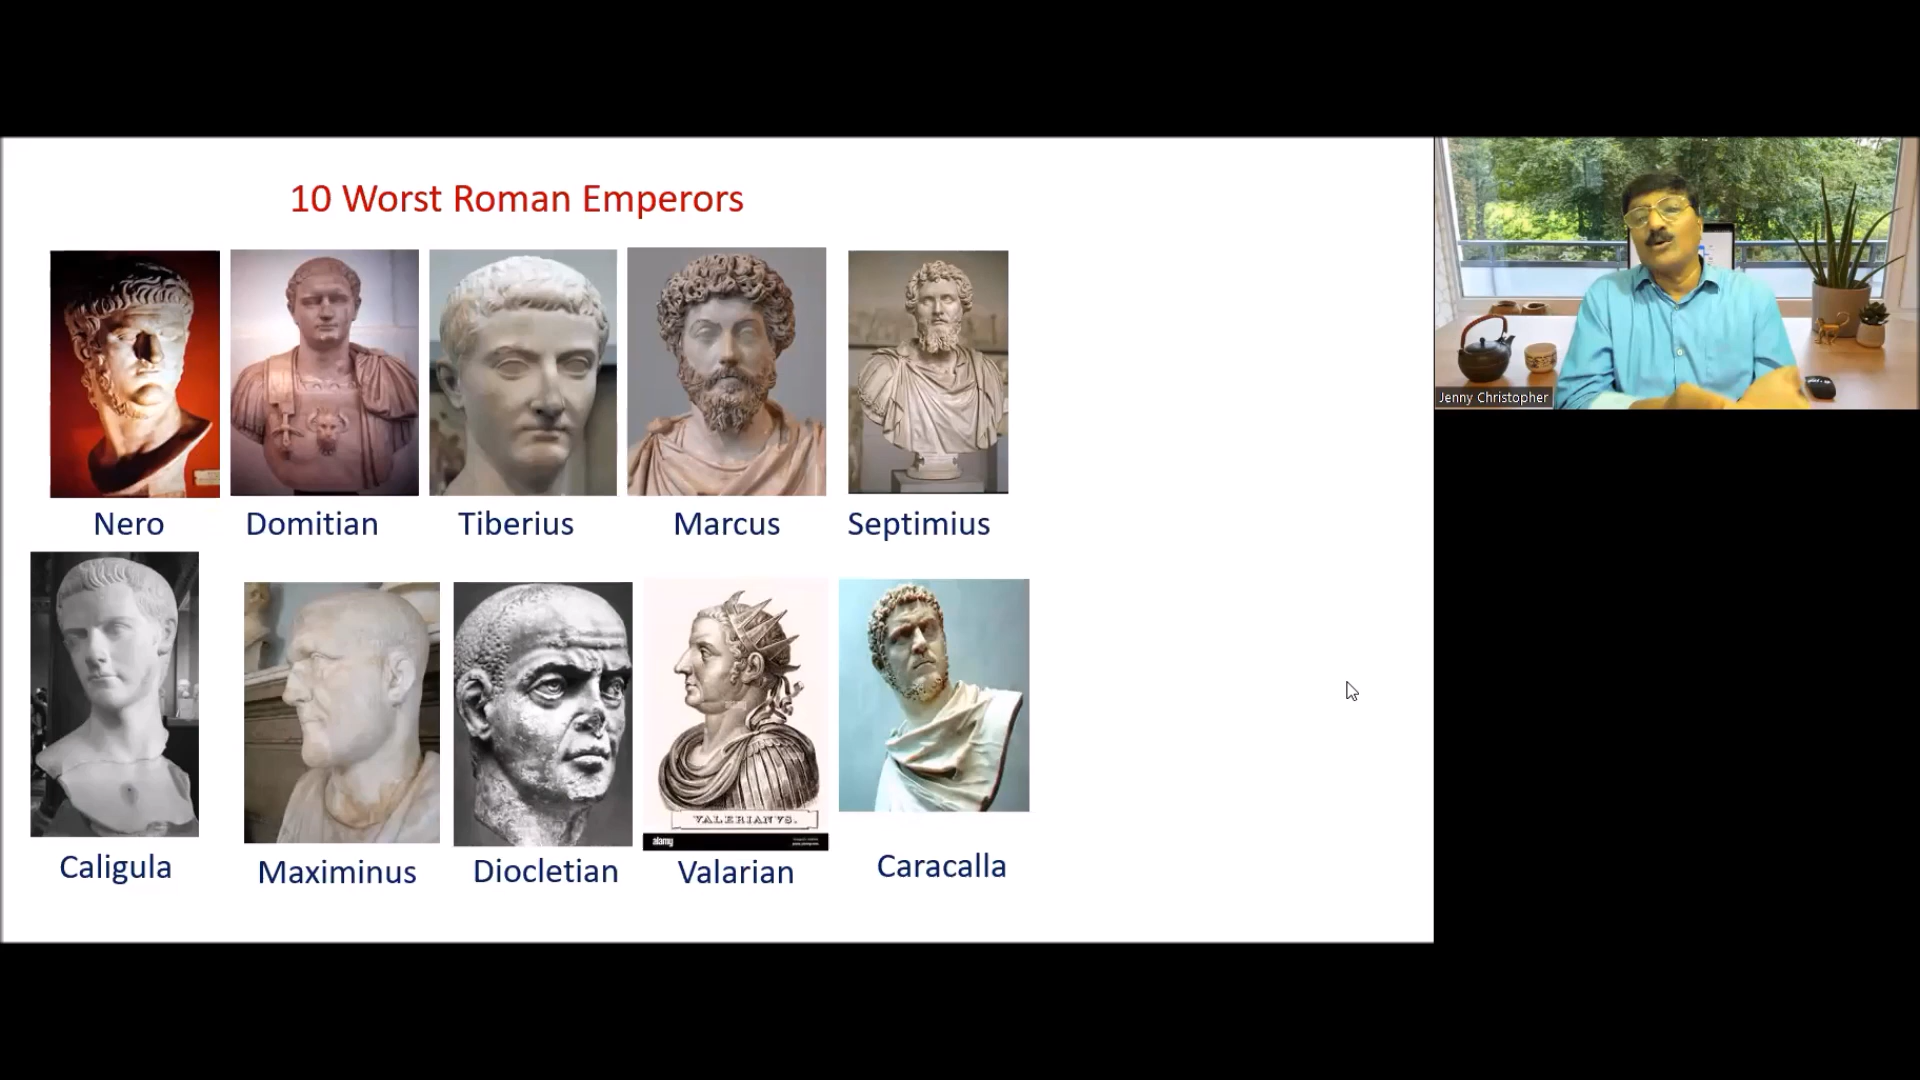 10 Worst Roman Emperors
Nero
Domitian
Tiberius
Marcus
Septimius
Caligula
Maximinus
Diocletian
Valarian
Caracalla
VALERIANVS.
alamy
Jenny Christopher